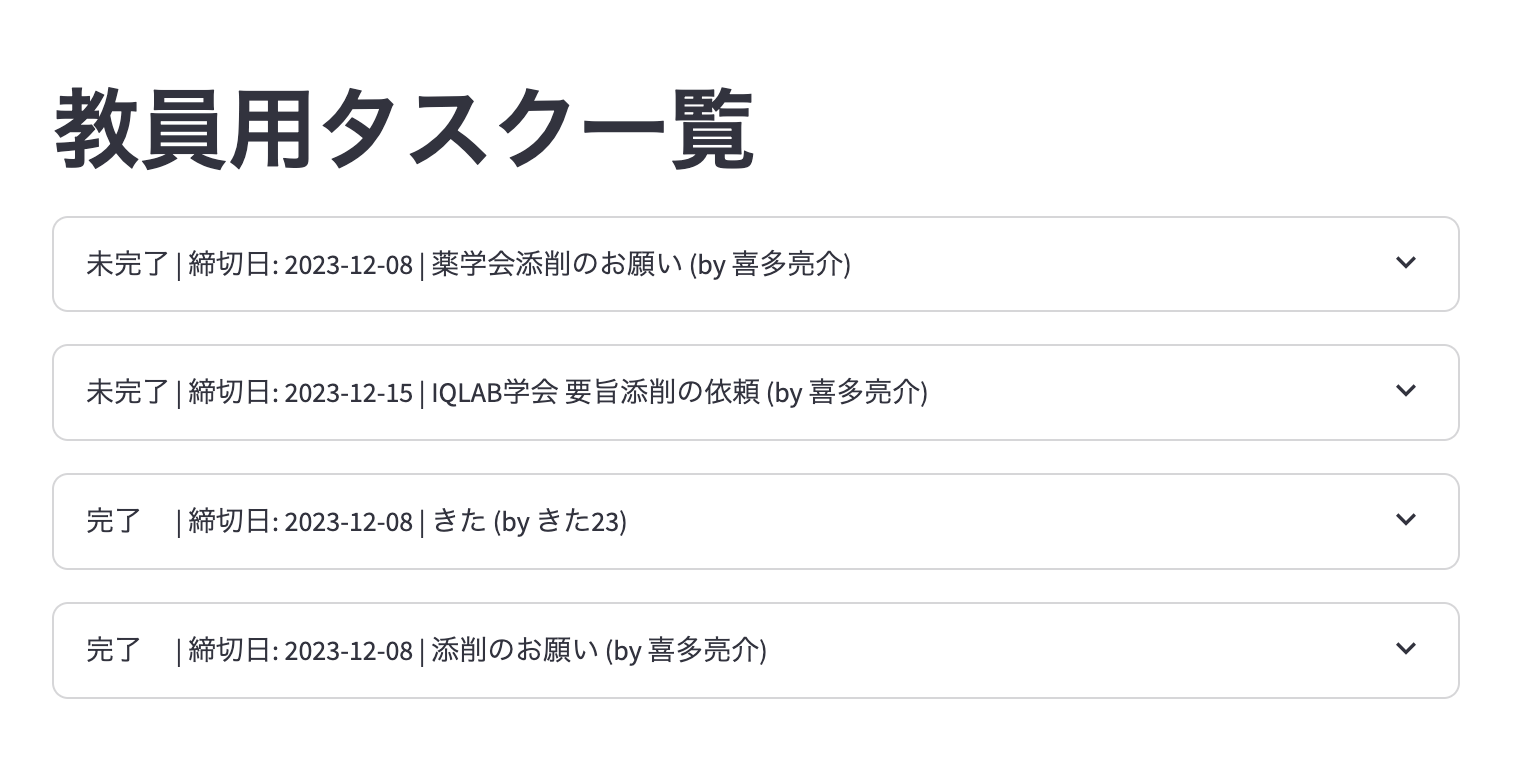 教員用タスク一覧
未完了 | 締切日: 2023-12-08 | 薬学会添削のお願い (by 喜多亮介)
未完了 | 締切日: 2023-12-15 | IQLAB学会 要旨添削の依頼 (by 喜多亮介)
完了　 | 締切日: 2023-12-08 | きた (by きた23)
完了　 | 締切日: 2023-12-08 | 添削のお願い (by 喜多亮介)